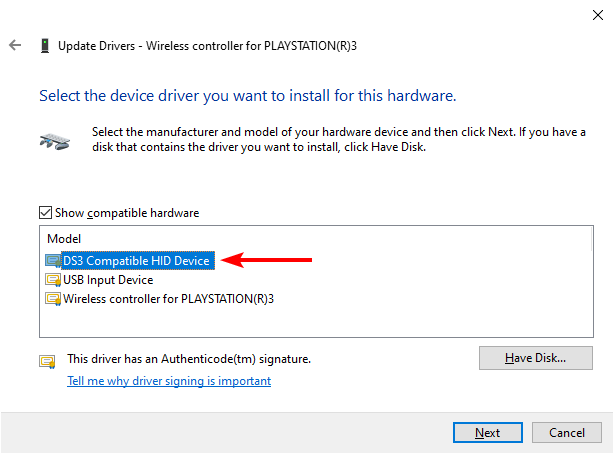 Update Drivers - Wireless controller for PLAYSTATION(R)3
Select the device driver you want to install for this hardware.
Select the manufacturer and model of your hardware device and then click Next. If you have a
disk that contains the driver you want to install, click Have Disk.
Show compatible hardware
Model
DS3 Compatible HID Device
USB Input Device
Wireless controller for PLAYSTATION(R)3
This driver has an Authenticode(tm) signature.
Have Disk...
Tell me why driver signing is important
Next
Cancel